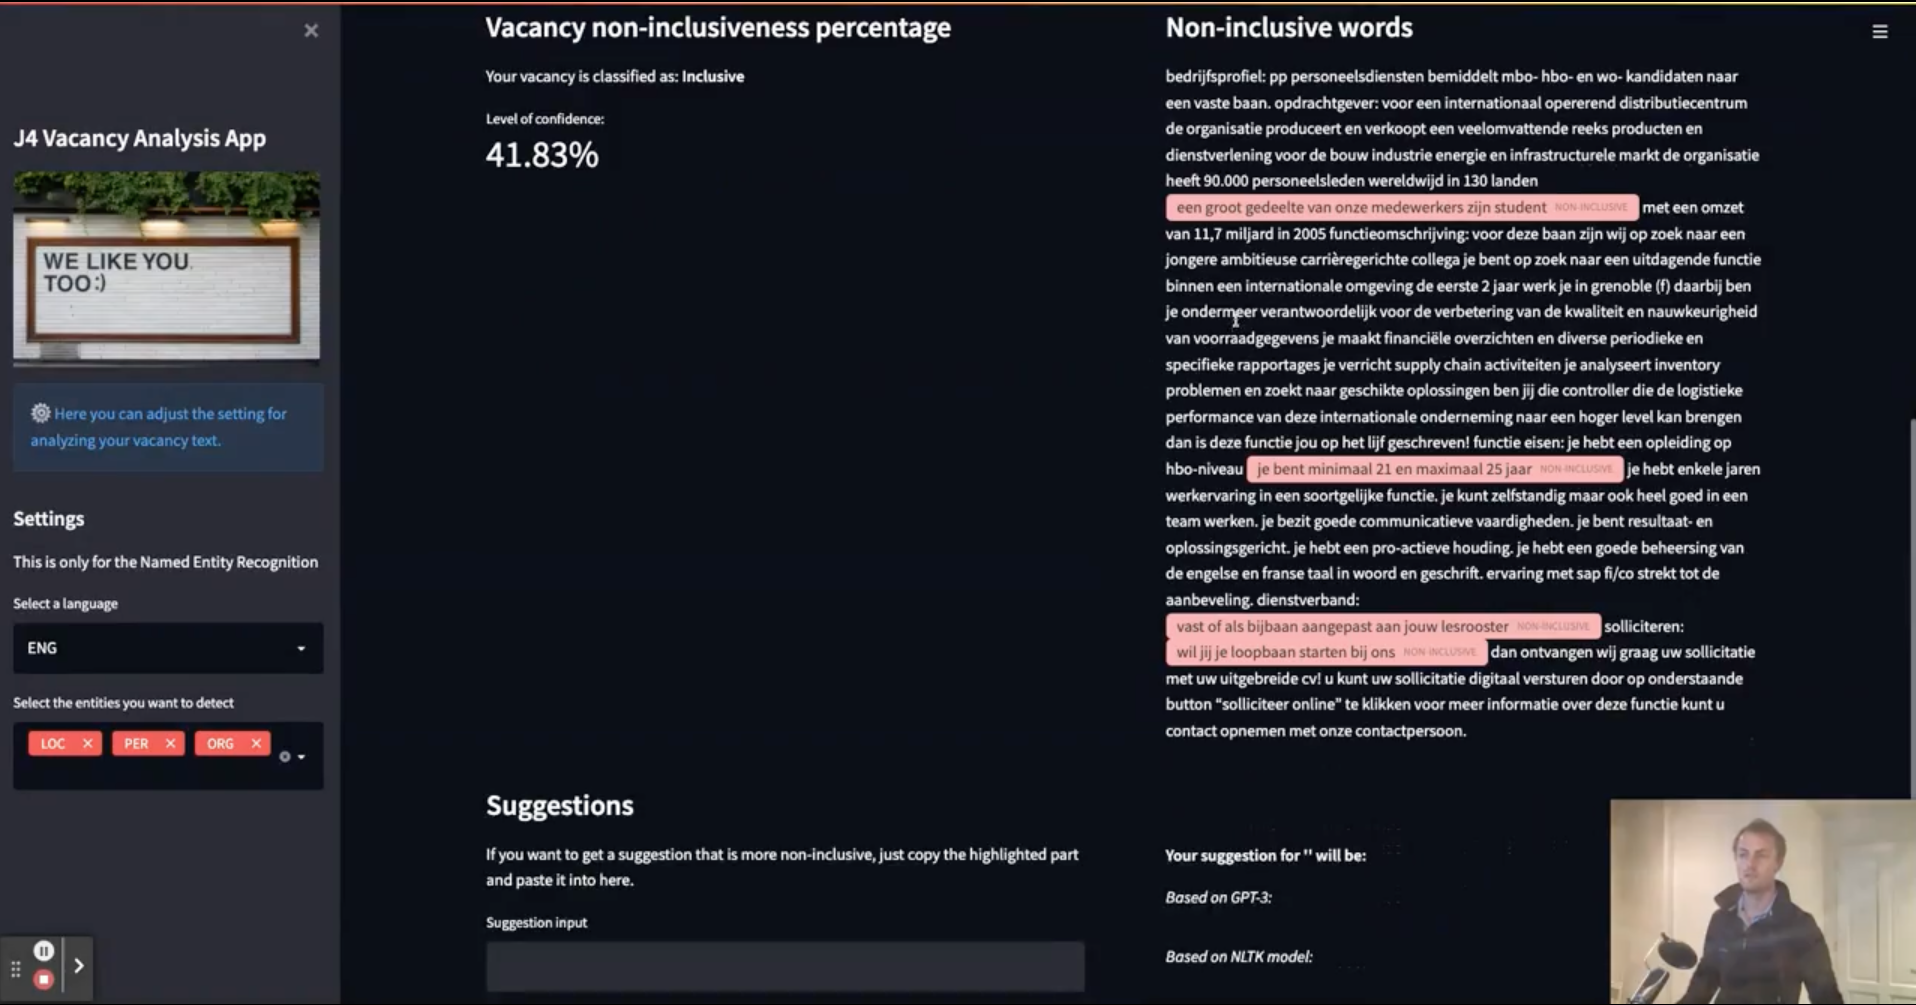 J4 Vacancy Analysis App
WE LIKE YOU.
TOO:)
Here you can adjust the setting for
analyzing your vacancy text.
Settings
This is only for the Named Entity Recognition
Select a language
ENG
Select the entities you want to detect
LOC × PER × ORG ×
Vacancy non-inclusiveness percentage
Your vacancy is classified as: Inclusive
Level of confidence:
41.83%
Non-inclusive words
bedrijfsprofiel: pp personeelsdiensten bemiddelt mbo- hbo- en wo- kandidaten naar
een vaste baan. opdrachtgever: voor een internationaal opererend distributiecentrum
de organisatie produceert en verkoopt een veelomvattende reeks producten en
dienstverlening voor de bouw industrie energie en infrastructurele markt de organisatie
heeft 90.000 personeelsleden wereldwijd in 130 landen
een groot gedeelte van onze medewerkers zijn student NON-INCLUSIVE met een omzet
van 11,7 miljard in 2005 functieomschrijving: voor deze baan zijn wij op zoek naar een
jongere ambitieuse carrièregerichte collega je bent op zoek naar een uitdagende functie
binnen een internationale omgeving de eerste 2 jaar werk je in grenoble (f) daarbij ben
je ondermeer verantwoordelijk voor de verbetering van de kwaliteit en nauwkeurigheid
van voorraadgegevens je maakt financiële overzichten en diverse periodieke en
specifieke rapportages je verricht supply chain activiteiten je analyseert inventory
problemen en zoekt naar geschikte oplossingen ben jij die controller die de logistieke
performance van deze internationale onderneming naar een hoger level kan brengen
dan is deze functie jou op het lijf geschreven! functie eisen: je hebt een opleiding op
hbo-niveau je bent minimaal 21 en maximaal 25 jaar NON-INCLUSIVE je hebt enkele jaren
werkervaring in een soortgelijke functie. je kunt zelfstandig maar ook heel goed in een
team werken. je bezit goede communicatieve vaardigheden. je bent resultaat- en
oplossingsgericht. je hebt een pro-actieve houding. je hebt een goede beheersing van
de engelse en franse taal in woord en geschrift. ervaring met sap fi/co strekt tot de
aanbeveling. dienstverband:
vast of als bijbaan aangepast aan jouw lesrooster NON-INCLUSIVE solliciteren:
wil jij je loopbaan starten bij ons NON-INCLUSIVE dan ontvangen wij graag uw sollicitatie
met uw uitgebreide cv! u kunt uw sollicitatie digitaal versturen door op onderstaande
button "solliciteer online" te klikken voor meer informatie over deze functie kunt u
contact opnemen met onze contactpersoon.
Suggestions
If you want to get a suggestion that is more non-inclusive, just copy the highlighted part
and paste it into here.
Suggestion input
Your suggestion for '' will be:
Based on GPT-3:
Based on NLTK model: